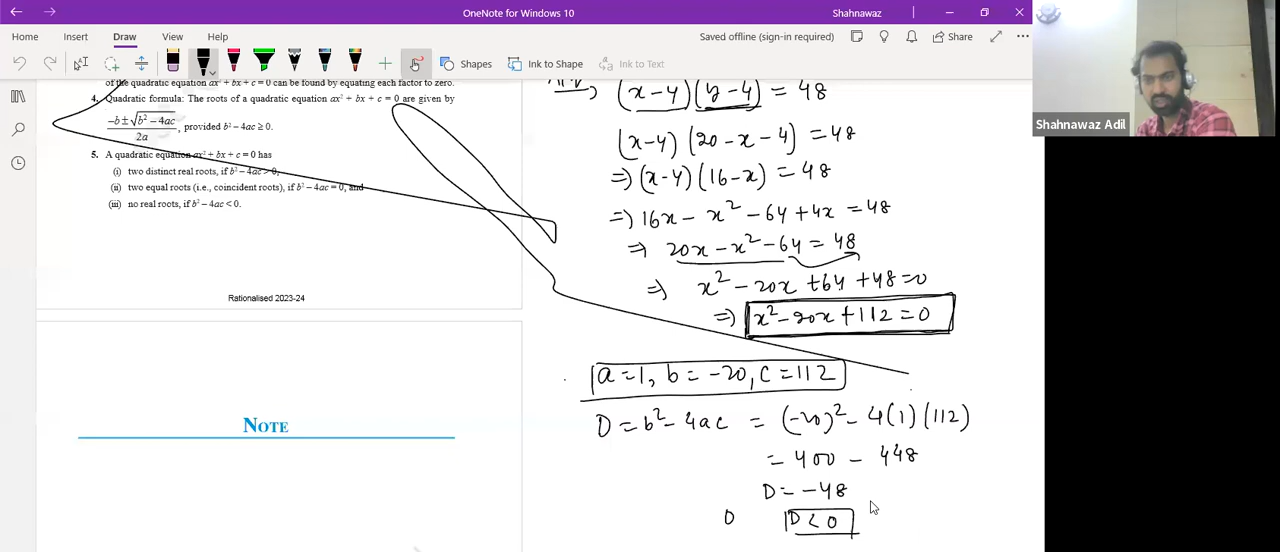 OneNote for Windows 10
Shahnawaz
Home Insert Draw View Help
Saved offline (sign-in required)
Share
Shapes
Ink to Shape
Ink to Text
of the quadratic equation ax² + bx + c = 0 can be found by equating each factor to zero.
4. Quadratic formula: The roots of a quadratic equation ax² + bx + c = 0 are given by
-b ± √b² – 4ac
2a , provided b² – 4ac ≥ 0.
5. A quadratic equation ax² + bx + c = 0 has
(i) two distinct real roots, if b² – 4ac > 0,
(ii) two equal roots (i.e., coincident roots), if b² – 4ac = 0, and
(iii) no real roots, if b² – 4ac < 0.
Rationalised 2023-24
NOTE
(x-4)(y-4) = 48
(x-4)(20-x-4) = 48
⇒ (x-4)(16-x) = 48
⇒ 16x - x² - 64 + 4x = 48
⇒ 20x - x² - 64 = 48
⇒ x² - 20x + 64 + 48 = 0
⇒ x² - 20x + 112 = 0
a = 1, b = -20, c = 112
D = b² - 4ac = (-20)² - 4(1)(112)
= 400 - 448
D = -48
D < 0
Shahnawaz Adil